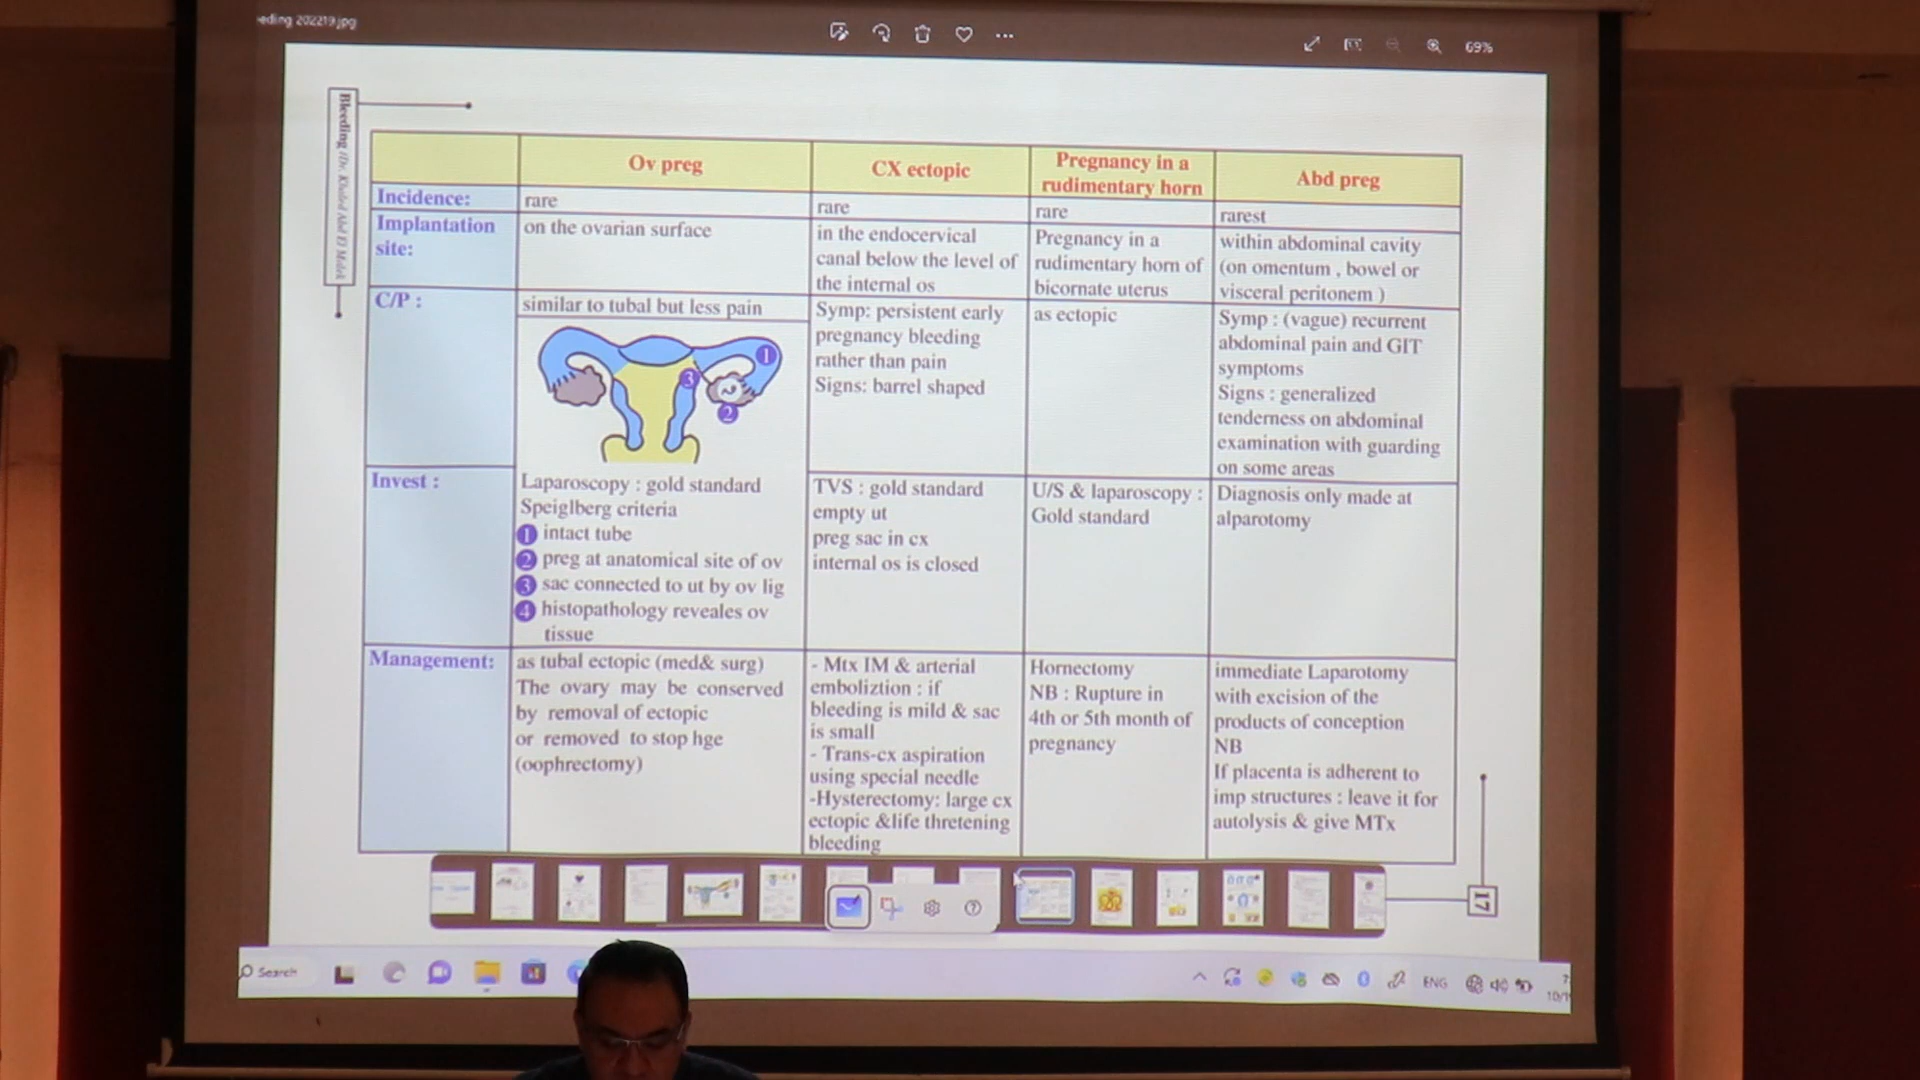 eding 202219.jpg
69%
Bleeding /Dr. Khaled Abd El Malek
Ov preg
CX ectopic
Pregnancy in a
rudimentary horn
Abd preg
Incidence:
rare
rare
rare
rarest
Implantation
site:
on the ovarian surface
in the endocervical
canal below the level of
the internal os
Pregnancy in a
rudimentary horn of
bicornate uterus
within abdominal cavity
(on omentum , bowel or
visceral peritonem )
C/P :
similar to tubal but less pain
1
3
2
Symp: persistent early
pregnancy bleeding
rather than pain
Signs: barrel shaped
as ectopic
Symp : (vague) recurrent
abdominal pain and GIT
symptoms
Signs : generalized
tenderness on abdominal
examination with guarding
on some areas
Invest :
Laparoscopy : gold standard
Speiglberg criteria
1 intact tube
2 preg at anatomical site of ov
3 sac connected to ut by ov lig
4 histopathology reveales ov
tissue
TVS : gold standard
empty ut
preg sac in cx
internal os is closed
U/S & laparoscopy :
Gold standard
Diagnosis only made at
alparotomy
Management:
as tubal ectopic (med& surg)
The ovary may be conserved
by removal of ectopic
or removed to stop hge
(oophrectomy)
- Mtx IM & arterial
emboliztion : if
bleeding is mild & sac
is small
- Trans-cx aspiration
using special needle
-Hysterectomy: large cx
ectopic &life thretening
bleeding
Hornectomy
NB : Rupture in
4th or 5th month of
pregnancy
immediate Laparotomy
with excision of the
products of conception
NB
If placenta is adherent to
imp structures : leave it for
autolysis & give MTx
17
Search
ENG